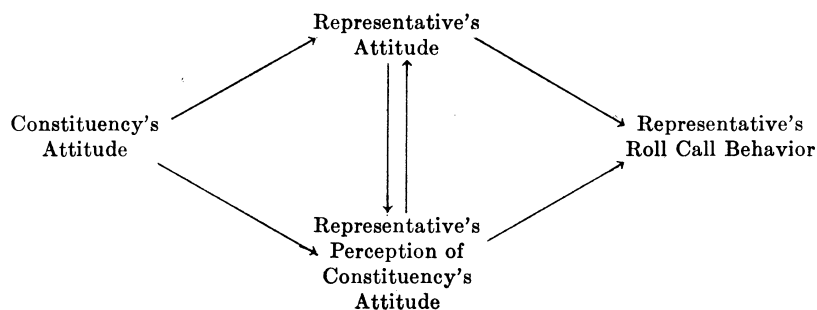 Representative's
Attitude
Constituency's
Attitude
Representative's
Roll Call Behavior
Representative's
Perception of
Constituency's
Attitude